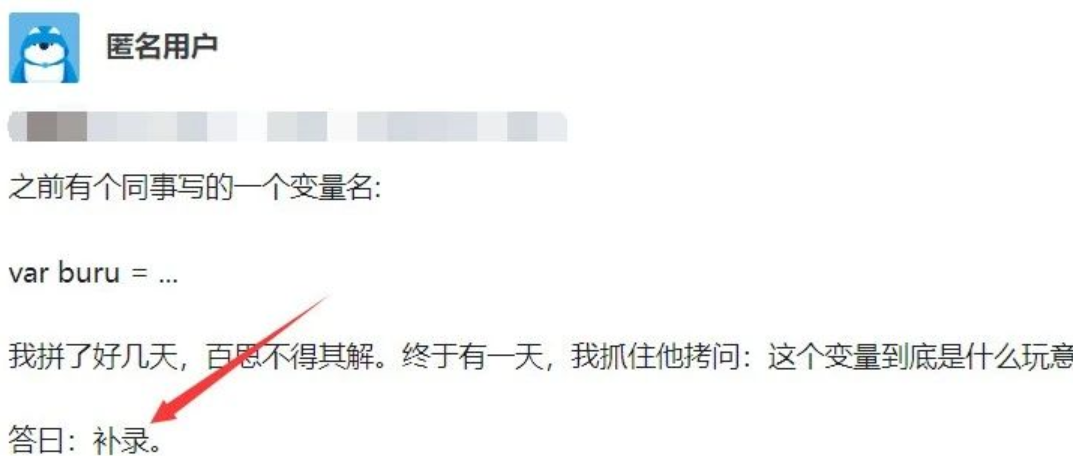 匿名用户
之前有个同事写的一个变量名:
var buru = ...
我拼了好几天，百思不得其解。终于有一天，我抓住他拷问：这个变量到底是什么玩意
答曰：补录。